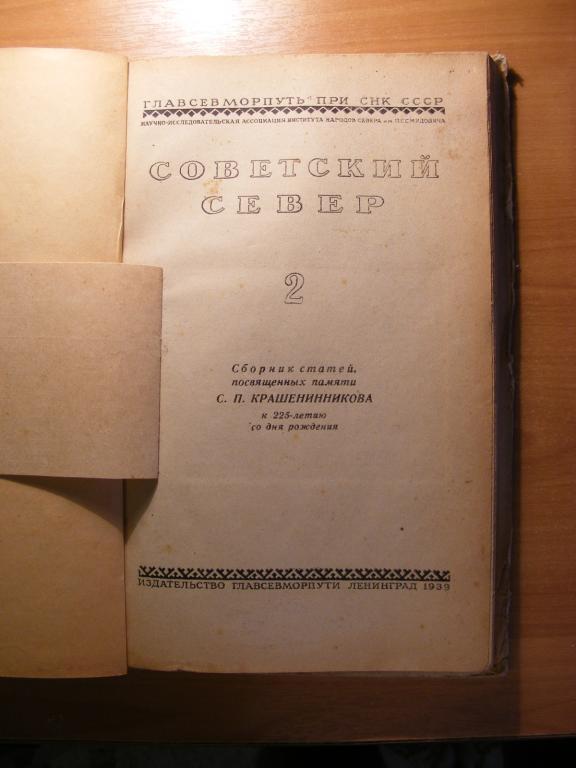 ГЛАВСЕВМОРПУТЬ ПРИ СНК СССР
НАУЧНО-ИССЛЕДОВАТЕЛЬСКАЯ АССОЦИАЦИЯ ИНСТИТУТА НАРОДОВ СЕВЕРА им. П.Г. СМИДОВИЧА
СОВЕТСКИЙ
СЕВЕР
2
Сборник статей,
посвященных памяти
С. П. КРАШЕНИННИКОВА
к 225-летию
со дня рождения
ИЗДАТЕЛЬСТВО ГЛАВСЕВМОРПУТИ ЛЕНИНГРАД 1939